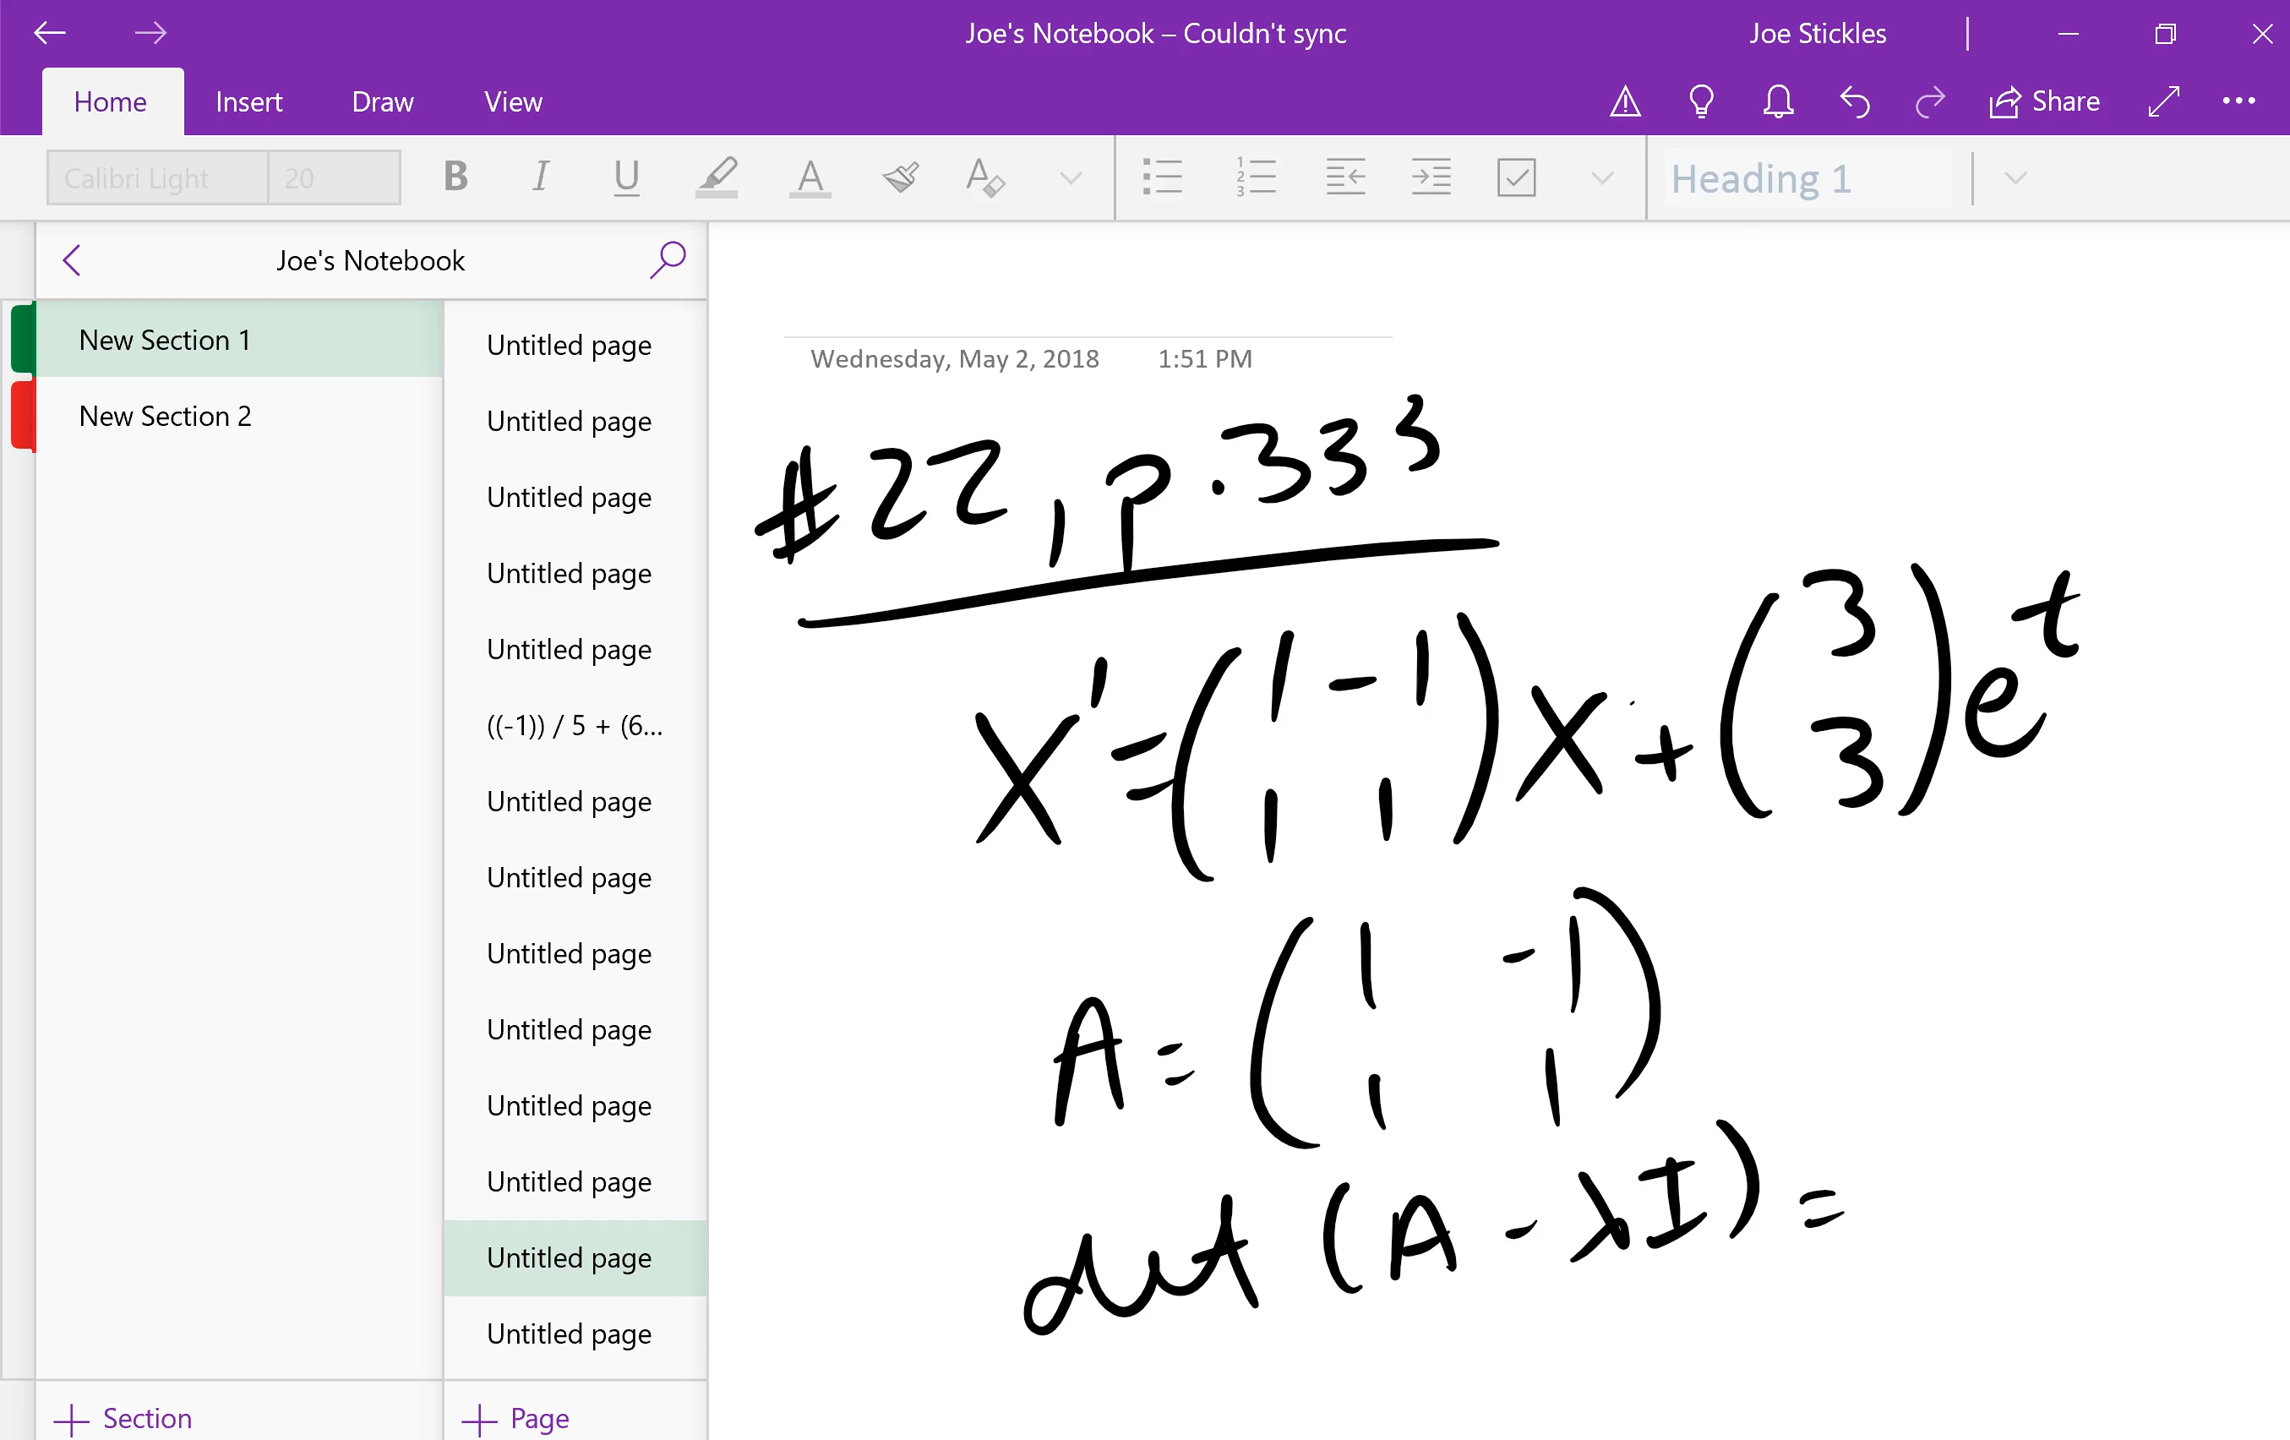 Joe's Notebook – Couldn't sync
Joe Stickles
Home Insert Draw View
Share
Calibri Light 20
B I U A A
1 2 3
Heading 1
Joe's Notebook
New Section 1
New Section 2
Untitled page
Untitled page
Untitled page
Untitled page
Untitled page
((-1)) / 5 + (6...
Untitled page
Untitled page
Untitled page
Untitled page
Untitled page
Untitled page
Untitled page
Untitled page
+ Section
+ Page
Wednesday, May 2, 2018 1:51 PM
#22, p.333
X' = (1 -1
1 1) X + (3
3) e^t
A = (1 -1
1 1)
det (A - λI) =